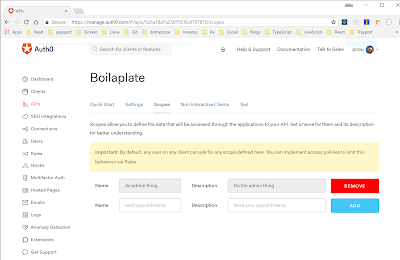 APIs
https://manage.auth0.com/#/apis/
Apps Read passport Docker Linux Git dotnetcore Investec Rx Social Blogs TypeScript JavaScript React Trayport
Auth0
Search for clients or features
Help & Support Documentation Talk to Sales priou
Dashboard
Clients
APIs
SSO Integrations
Connections
Users
Rules
Hooks
Multifactor Auth
Hosted Pages
Emails
Logs
Anomaly Detection
Extensions
Get Support
Boilaplate
Quick Start Settings Scopes Non Interactive Clients Test
Scopes allow you to define the data that will be accessed through the applications to your API. Set a name for them and its description
for better understanding.
Important: By default, any user on any client can ask for any scope defined here. You can implement access policies to limit this
behaviour via Rules.
Name do:admin:thing Description Do the admin thing REMOVE
Name read:appointments Description Read your appointments ADD